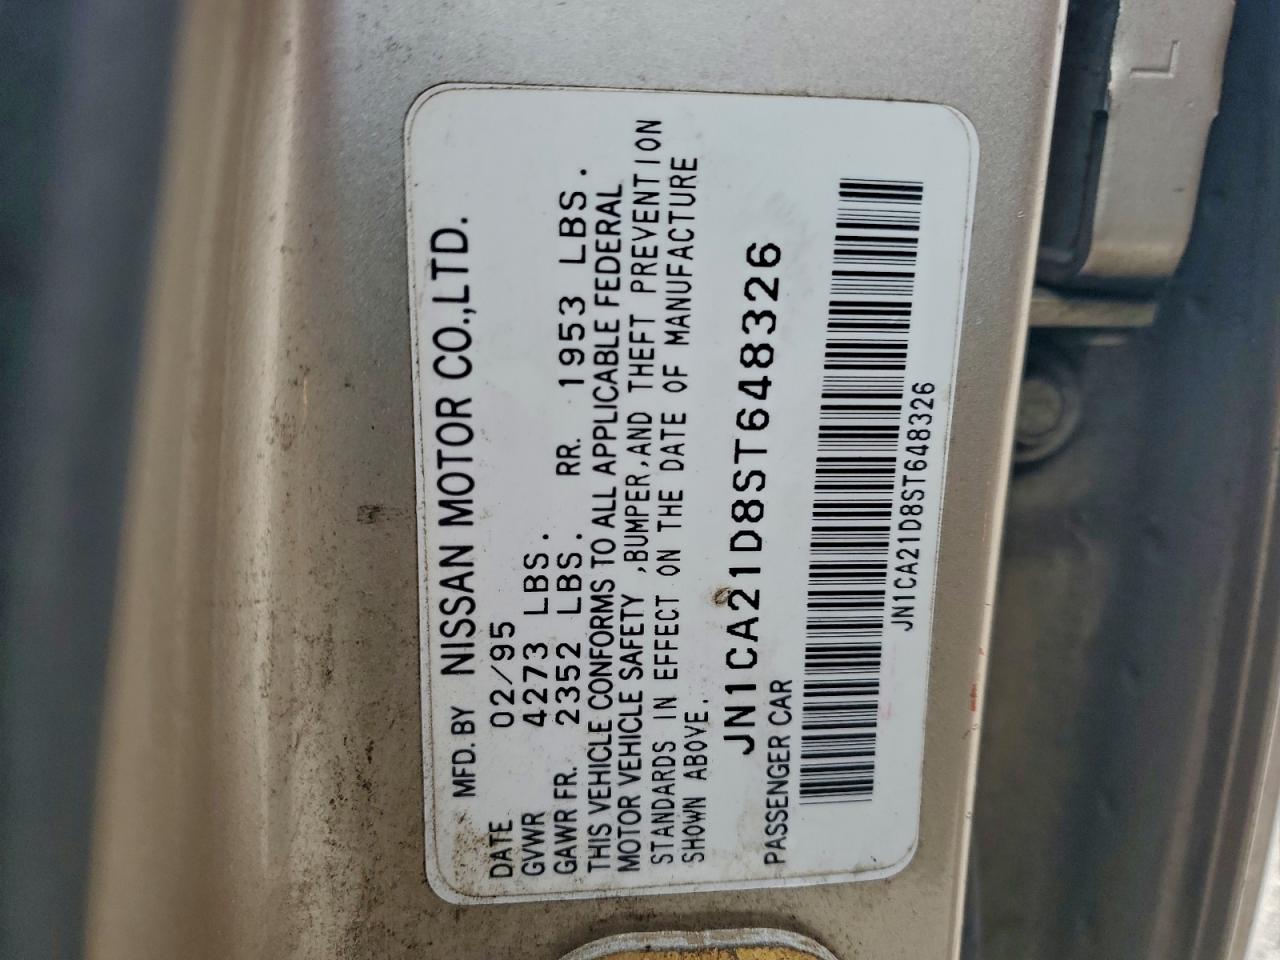 MFD. BY NISSAN MOTOR CO.,LTD.
DATE 02/95
GVWR 4273 LBS.
GAWR FR. 2352 LBS. RR. 1953 LBS.
THIS VEHICLE CONFORMS TO ALL APPLICABLE FEDERAL
MOTOR VEHICLE SAFETY ,BUMPER,AND THEFT PREVENTION
STANDARDS IN EFFECT ON THE DATE OF MANUFACTURE
SHOWN ABOVE.
JN1CA21D8ST648326
PASSENGER CAR
JN1CA21D8ST648326
L